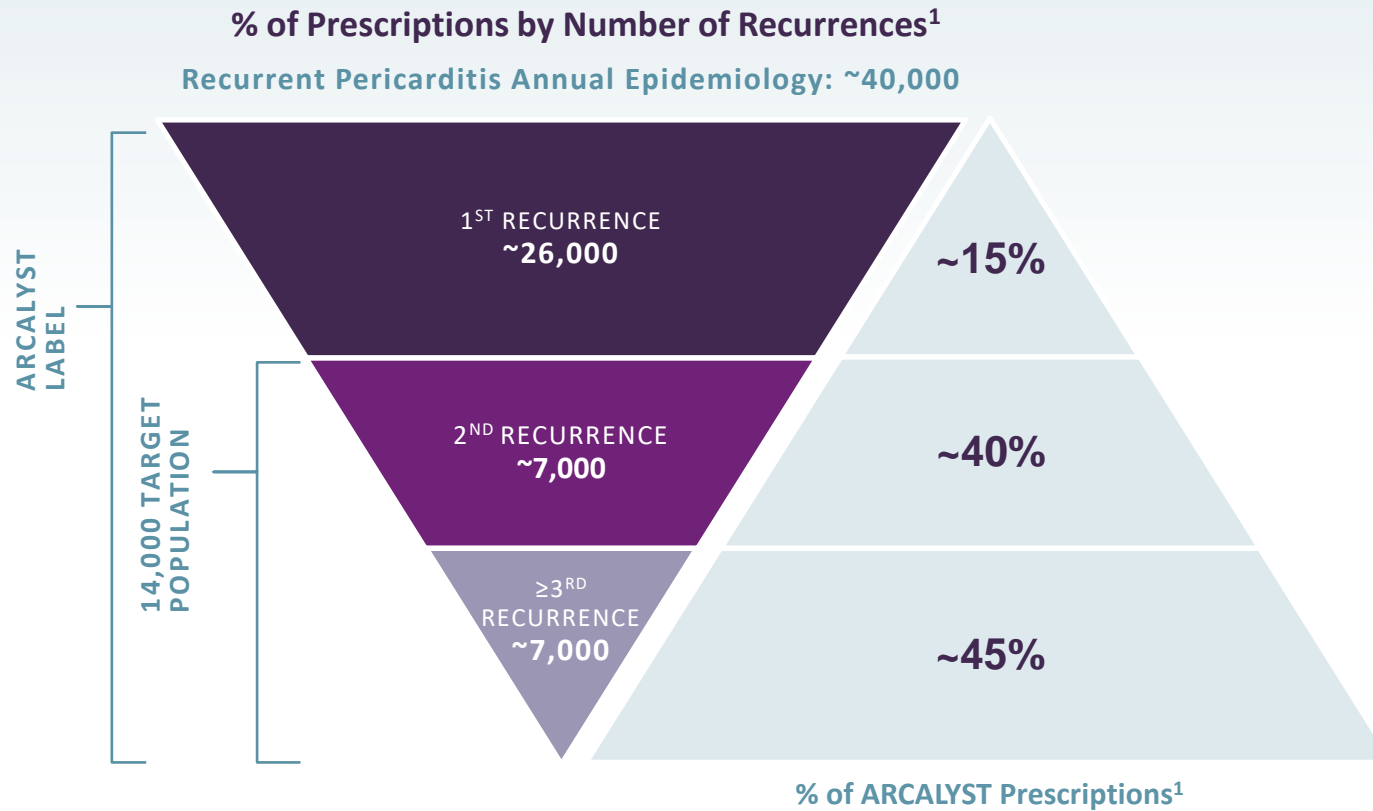 % of Prescriptions by Number of Recurrences¹
Recurrent Pericarditis Annual Epidemiology: ~40,000
ARCALYST
LABEL
14,000 TARGET
POPULATION
1ST RECURRENCE
~26,000
~15%
2ND RECURRENCE
~7,000
~40%
≥3RD
RECURRENCE
~7,000
~45%
% of ARCALYST Prescriptions¹